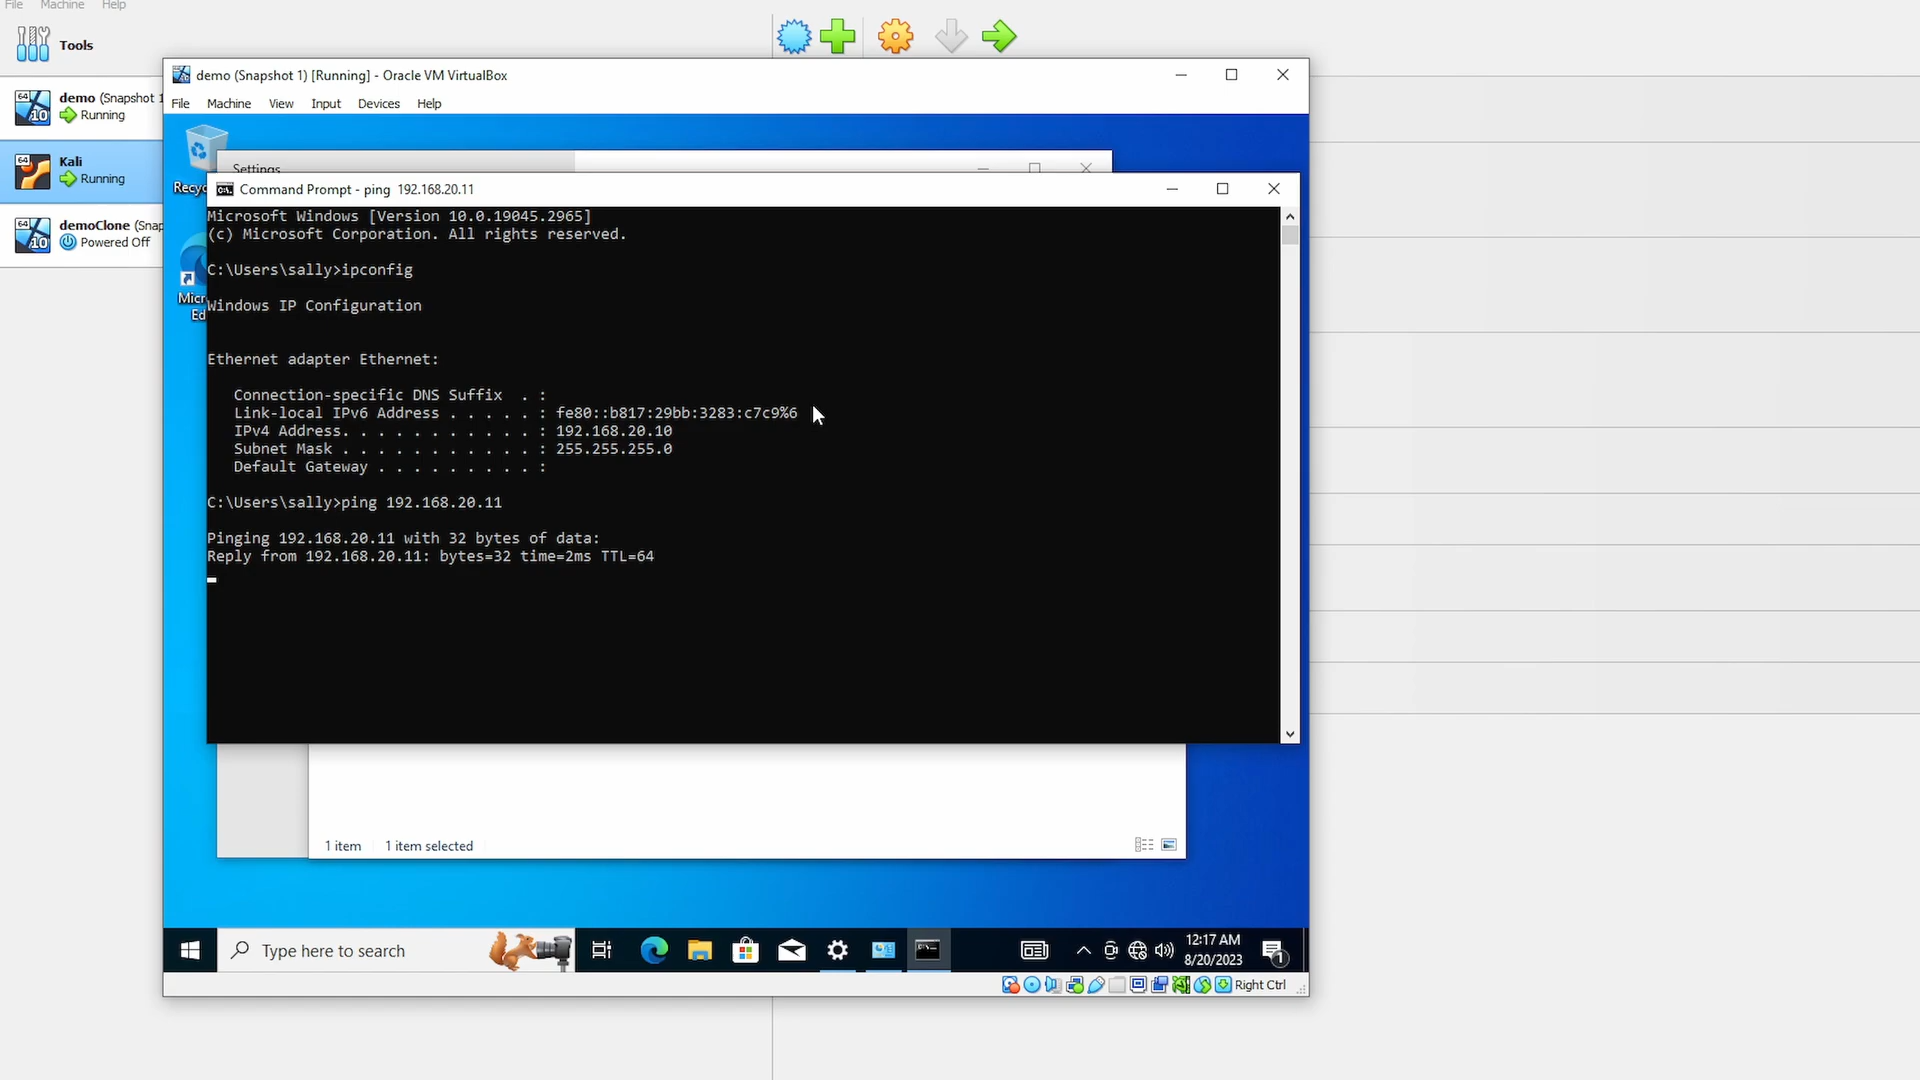 File Machine Help
Tools
demo (Snapshot 1
Running
Kali
Running
demoClone (Snap
Powered Off
demo (Snapshot 1) [Running] - Oracle VM VirtualBox
File Machine View Input Devices Help
Settings
Recyc
Micr
Ed
Command Prompt - ping 192.168.20.11
Microsoft Windows [Version 10.0.19045.2965]
(c) Microsoft Corporation. All rights reserved.
C:\Users\sally>ipconfig
Windows IP Configuration
Ethernet adapter Ethernet:
Connection-specific DNS Suffix . :
Link-local IPv6 Address . . . . . : fe80::b817:29bb:3283:c7c9%6
IPv4 Address. . . . . . . . . . . : 192.168.20.10
Subnet Mask . . . . . . . . . . . : 255.255.255.0
Default Gateway . . . . . . . . . :
C:\Users\sally>ping 192.168.20.11
Pinging 192.168.20.11 with 32 bytes of data:
Reply from 192.168.20.11: bytes=32 time=2ms TTL=64
1 item 1 item selected
Type here to search
12:17 AM
8/20/2023
1
Right Ctrl